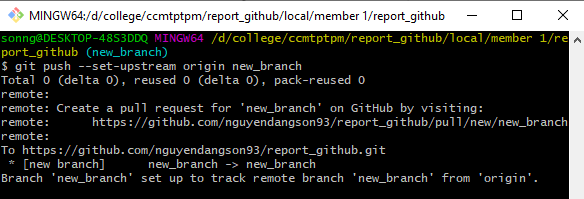 MINGW64:/d/college/ccmtptpm/report_github/local/member 1/report_github
sonng@DESKTOP-48S3DDQ MINGW64 /d/college/ccmtptpm/report_github/local/member 1/re
port_github (new_branch)
$ git push --set-upstream origin new_branch
Total 0 (delta 0), reused 0 (delta 0), pack-reused 0
remote:
remote: Create a pull request for 'new_branch' on GitHub by visiting:
remote:      https://github.com/nguyendangson93/report_github/pull/new/new_branch
remote:
To https://github.com/nguyendangson93/report_github.git
 * [new branch]      new_branch -> new_branch
Branch 'new_branch' set up to track remote branch 'new_branch' from 'origin'.